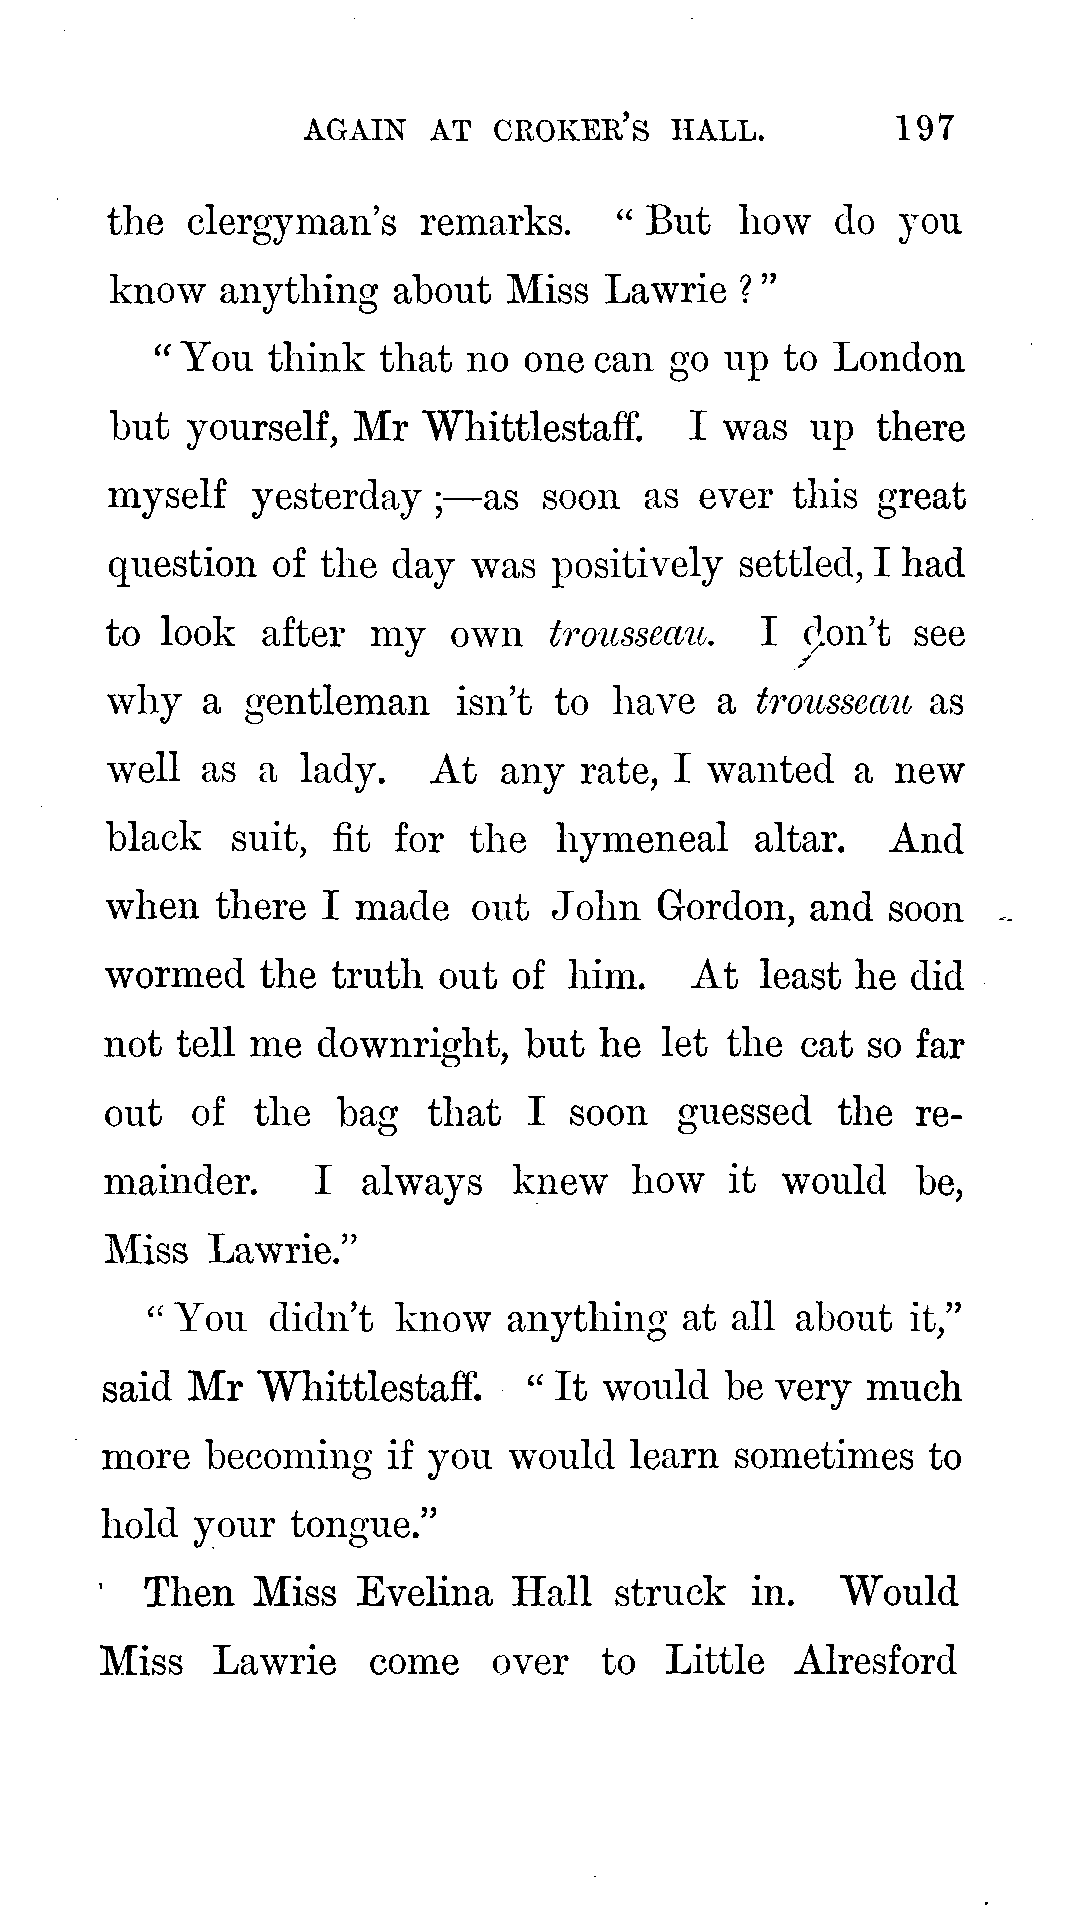 AGAIN AT CROKER'S HALL. 197
the clergyman's remarks. “ But how do you
know anything about Miss Lawrie ? ”
“ You think that no one can go up to London
but yourself, Mr Whittlestaff. I was up there
myself yesterday ;—as soon as ever this great
question of the day was positively settled, I had
to look after my own trousseau. I don't see
why a gentleman isn't to have a trousseau as
well as a lady. At any rate, I wanted a new
black suit, fit for the hymeneal altar. And
when there I made out John Gordon, and soon
wormed the truth out of him. At least he did
not tell me downright, but he let the cat so far
out of the bag that I soon guessed the re-
mainder. I always knew how it would be,
Miss Lawrie.”
“ You didn't know anything at all about it,”
said Mr Whittlestaff. “ It would be very much
more becoming if you would learn sometimes to
hold your tongue.”
Then Miss Evelina Hall struck in. Would
Miss Lawrie come over to Little Alresford